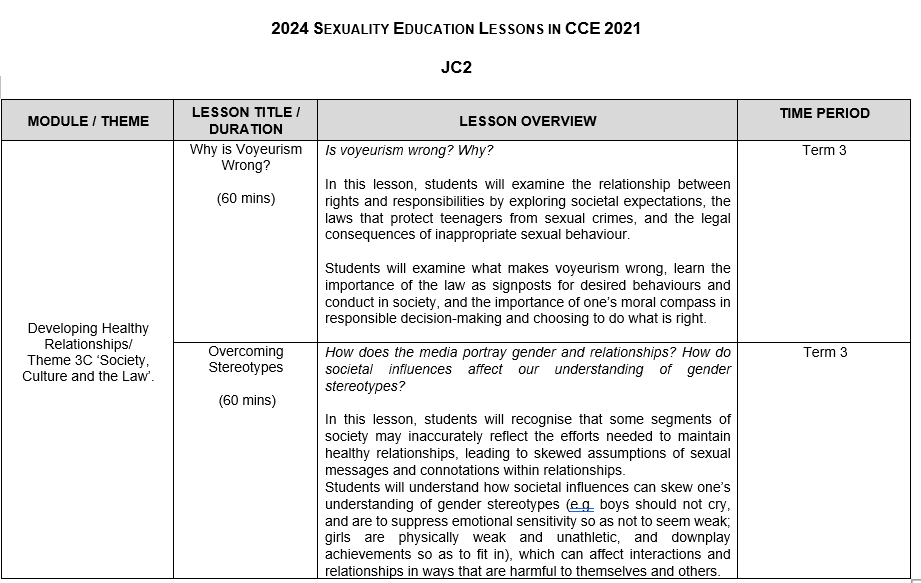 2024 SEXUALITY EDUCATION LESSONS IN CCE 2021
JC2
MODULE / THEME
LESSON TITLE /
DURATION
LESSON OVERVIEW
TIME PERIOD
Developing Healthy
Relationships/
Theme 3C ‘Society,
Culture and the Law’.
Why is Voyeurism
Wrong?
(60 mins)
Is voyeurism wrong? Why?
In this lesson, students will examine the relationship between
rights and responsibilities by exploring societal expectations, the
laws that protect teenagers from sexual crimes, and the legal
consequences of inappropriate sexual behaviour.
Students will examine what makes voyeurism wrong, learn the
importance of the law as signposts for desired behaviours and
conduct in society, and the importance of one’s moral compass in
responsible decision-making and choosing to do what is right.
Term 3
Overcoming
Stereotypes
(60 mins)
How does the media portray gender and relationships? How do
societal influences affect our understanding of gender
stereotypes?
In this lesson, students will recognise that some segments of
society may inaccurately reflect the efforts needed to maintain
healthy relationships, leading to skewed assumptions of sexual
messages and connotations within relationships.
Students will understand how societal influences can skew one’s
understanding of gender stereotypes (e.g. boys should not cry,
and are to suppress emotional sensitivity so as not to seem weak;
girls are physically weak and unathletic, and downplay
achievements so as to fit in), which can affect interactions and
relationships in ways that are harmful to themselves and others.
Term 3